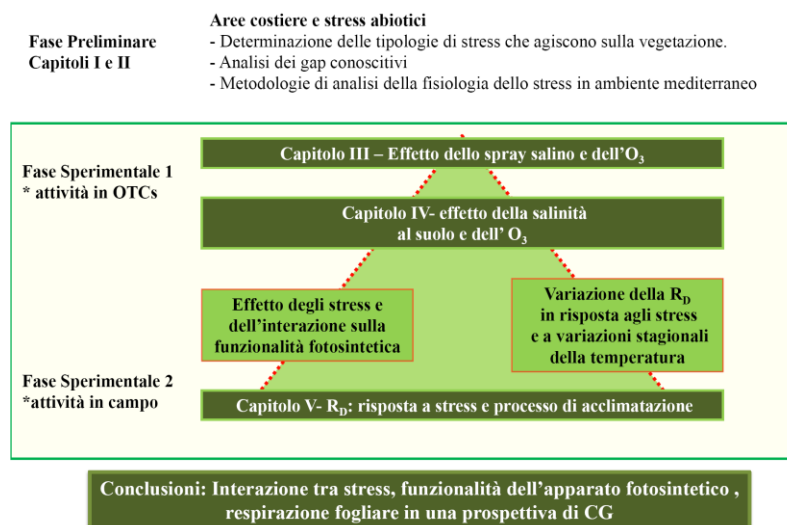 Fase Preliminare
Capitoli I e II
Aree costiere e stress abiotici
- Determinazione delle tipologie di stress che agiscono sulla vegetazione.
- Analisi dei gap conoscitivi
- Metodologie di analisi della fisiologia dello stress in ambiente mediterraneo
Fase Sperimentale 1
* attività in OTCs
Capitolo III – Effetto dello spray salino e dell'O3
Capitolo IV- effetto della salinità
al suolo e dell' O3
Effetto degli stress e
dell'interazione sulla
funzionalità fotosintetica
Variazione della RD
in risposta agli stress
e a variazioni stagionali
della temperatura
Fase Sperimentale 2
*attività in campo
Capitolo V- RD: risposta a stress e processo di acclimatazione
Conclusioni: Interazione tra stress, funzionalità dell'apparato fotosintetico ,
respirazione fogliare in una prospettiva di CG